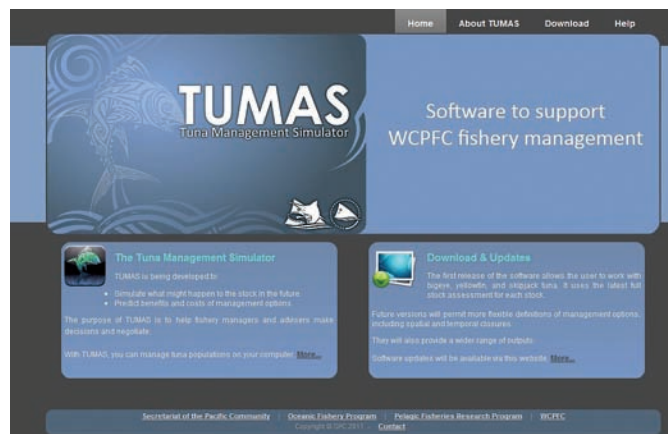 Home About TUMAS Download Help
TUMAS
Tuna Management Simulator
Software to support
WCPFC fishery management
The Tuna Management Simulator
TUMAS is being developed to:
Simulate what might happen to the stock in the future
Predict benefits and costs of management options
The purpose of TUMAS is to help fishery managers and advisers make
decisions and negotiate.
With TUMAS, you can manage tuna populations on your computer. More...
Download & Updates
The first release of the software allows the user to work with
bigeye, yellowfin, and skipjack tuna. It uses the latest full
stock assessment for each stock.
Future versions will permit more flexible definitions of management options,
including spatial and temporal closures.
They will also provide a wider range of outputs.
Software updates will be available via this website. More...
Secretariat of the Pacific Community | Oceanic Fishery Program | Pelagic Fisheries Research Program | WCPFC
Copyright © SPC 2011 . Contact